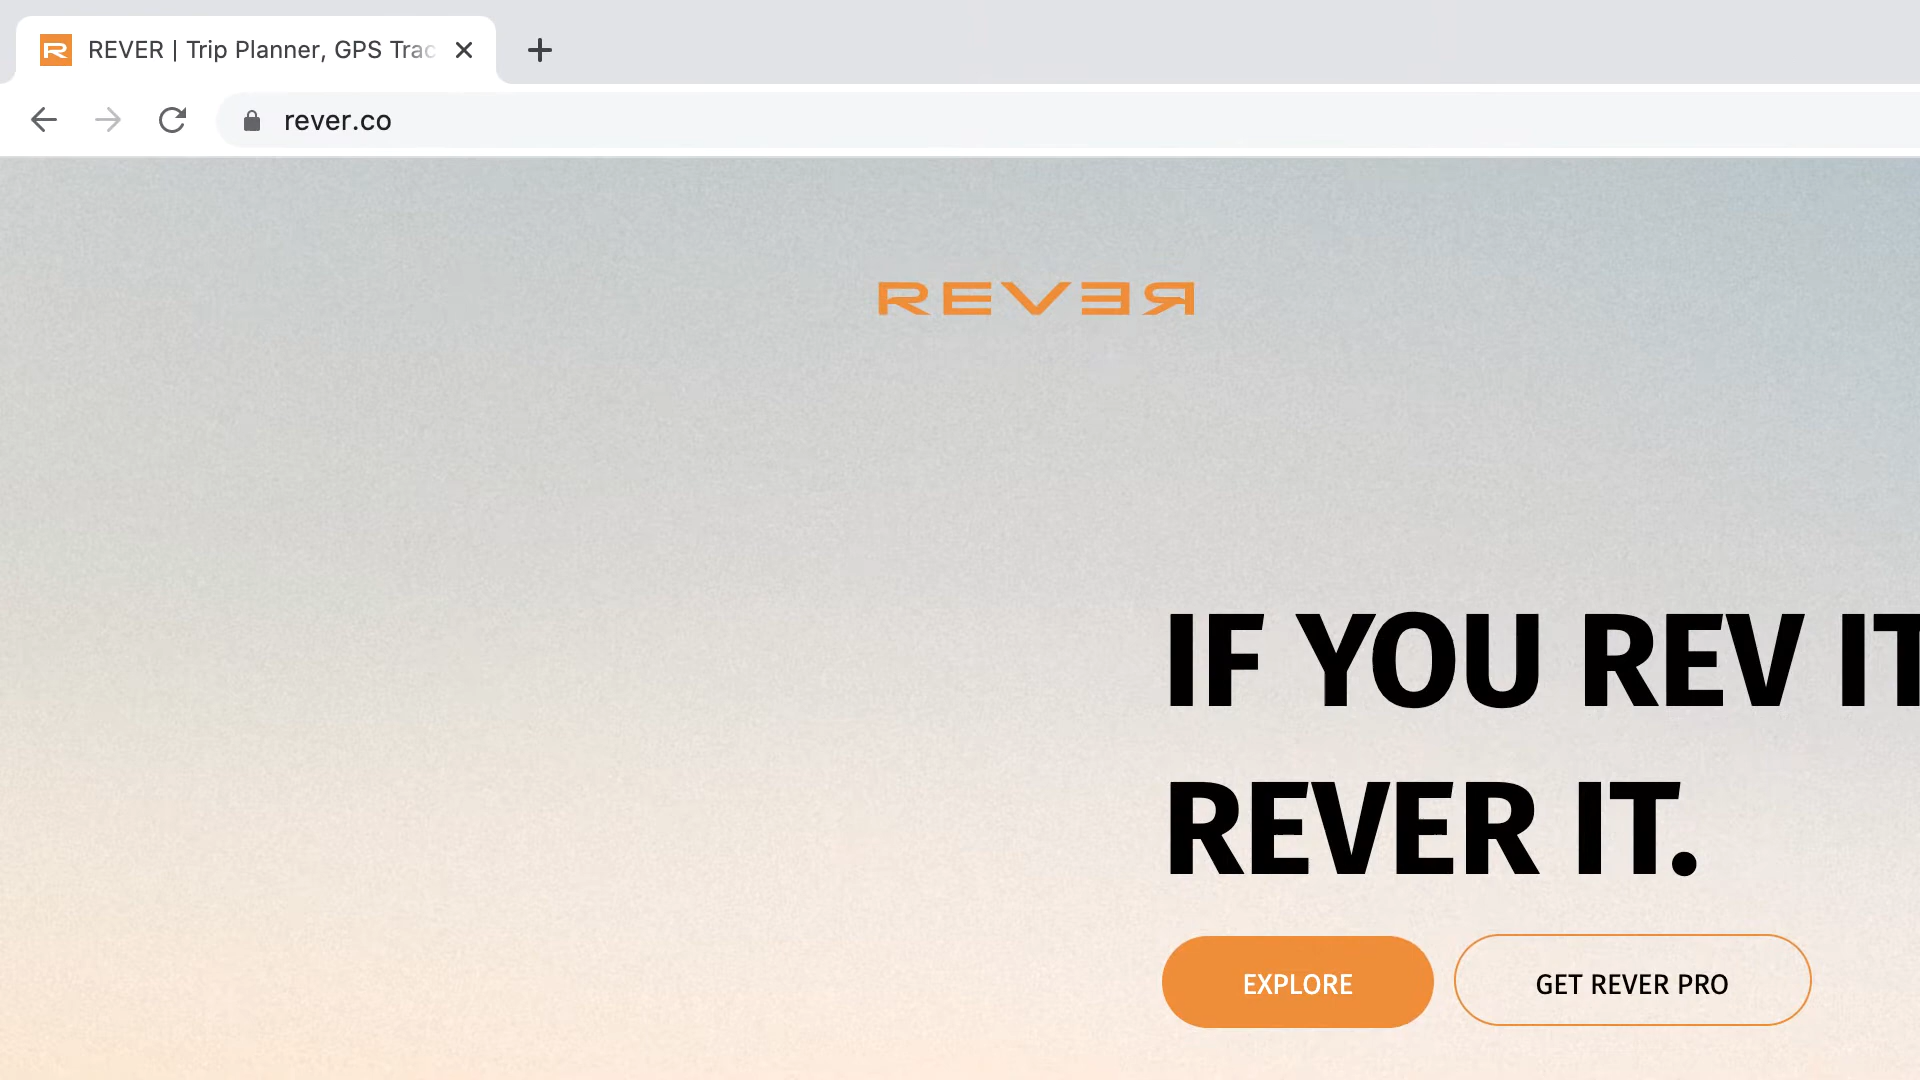 REVER | Trip Planner, GPS Trac
rever.co
REVER
IF YOU REV IT
REVER IT.
EXPLORE
GET REVER PRO